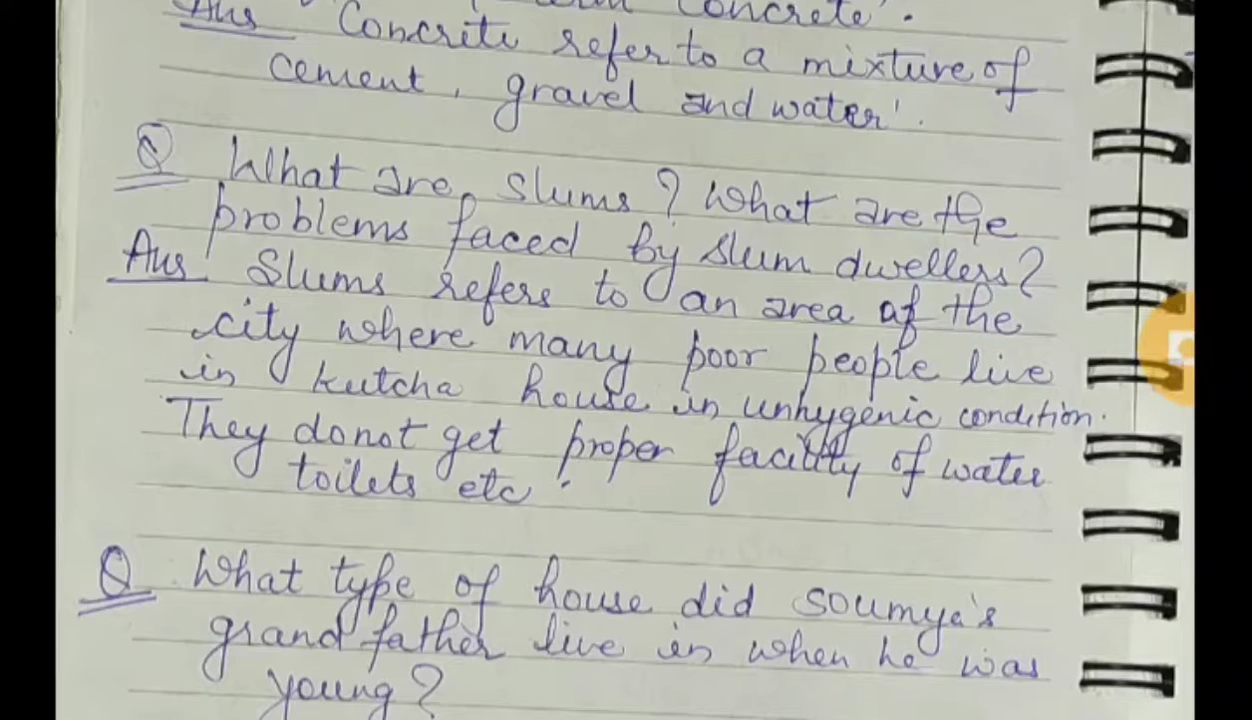 concrete'.
Ans Concrete refer to a mixture of
cement, gravel and water'.
Q What are slums? What are the
problems faced by slum dwellers?
Ans Slums refers to an area of the
city where many poor people live
in kutcha house in unhygenic condition.
They donot get proper facility of water
toilets etc.
Q What type of house did soumya's
grand father live in when he was
young?